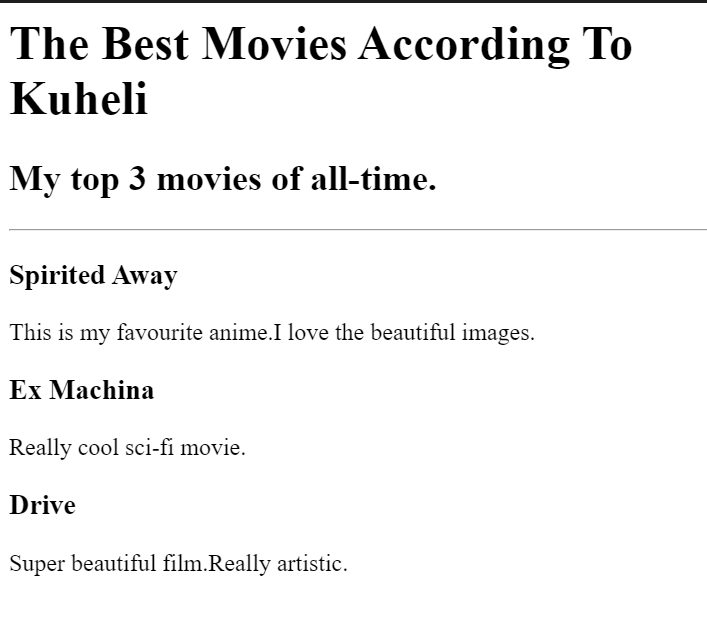 The Best Movies According To
Kuheli
My top 3 movies of all-time.
Spirited Away
This is my favourite anime.I love the beautiful images.
Ex Machina
Really cool sci-fi movie.
Drive
Super beautiful film.Really artistic.